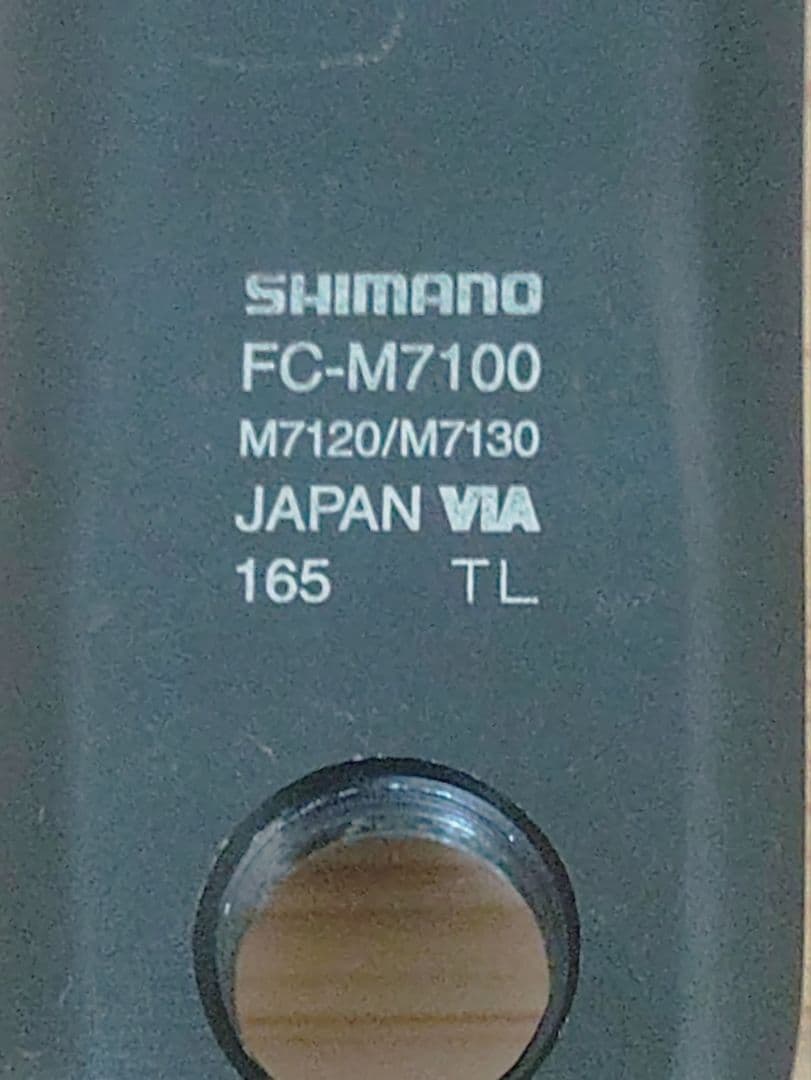 SHIMANO
FC-M7100
M7120/M7130
JAPAN VIA
165 TL